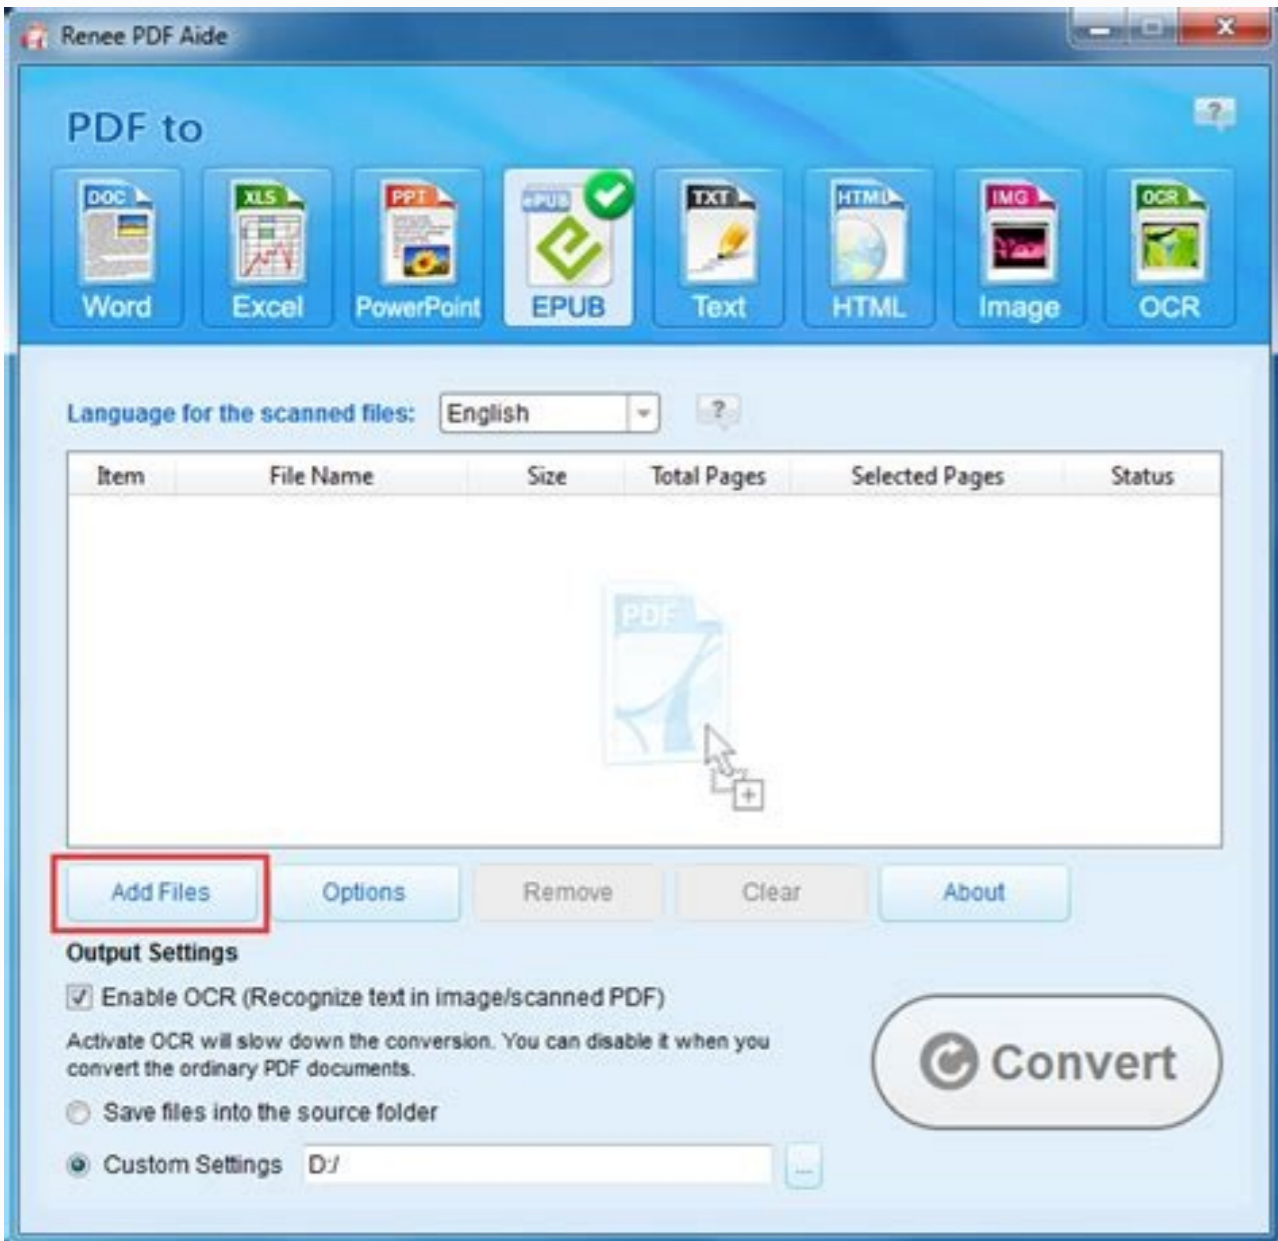 Renee PDF Aide
PDF to
?
DOC XLS PPT ePUB TXT HTML IMG OCR
Word Excel PowerPoint EPUB Text HTML Image OCR
Language for the scanned files: English ?
Item File Name Size Total Pages Selected Pages Status
PDF
Add Files Options Remove Clear About
Output Settings
Enable OCR (Recognize text in image/scanned PDF)
Activate OCR will slow down the conversion. You can disable it when you
convert the ordinary PDF documents.
Convert
Save files into the source folder
Custom Settings D:/ ...